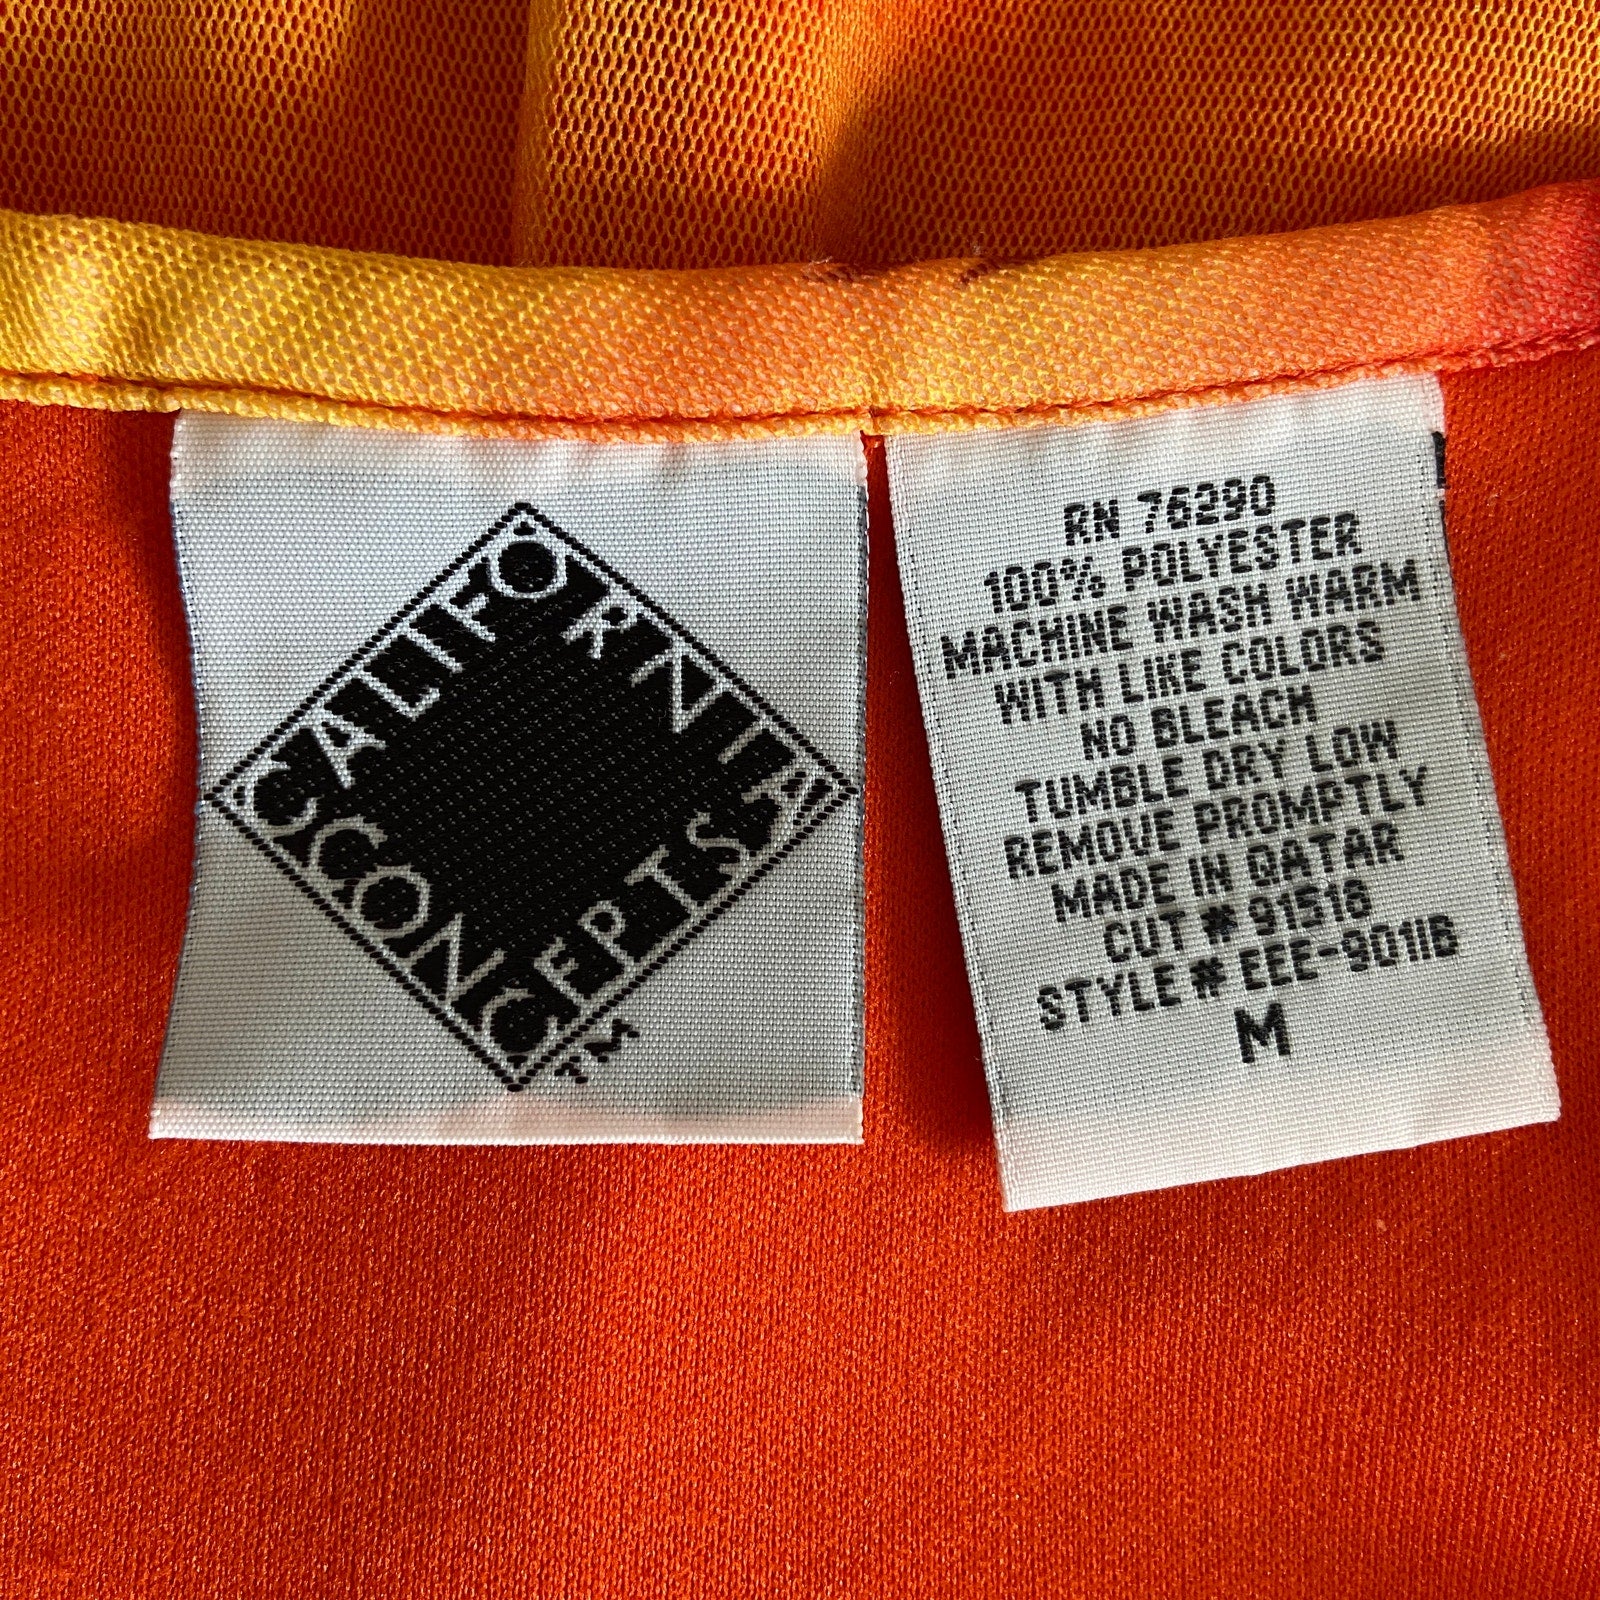 CALIFORNIA
CONCEPTS
TM
RN 76290
100% POLYESTER
MACHINE WASH WARM
WITH LIKE COLORS
NO BLEACH
TUMBLE DRY LOW
REMOVE PROMPTLY
MADE IN QATAR
CUT # 91518
STYLE # EEE-9011B
M